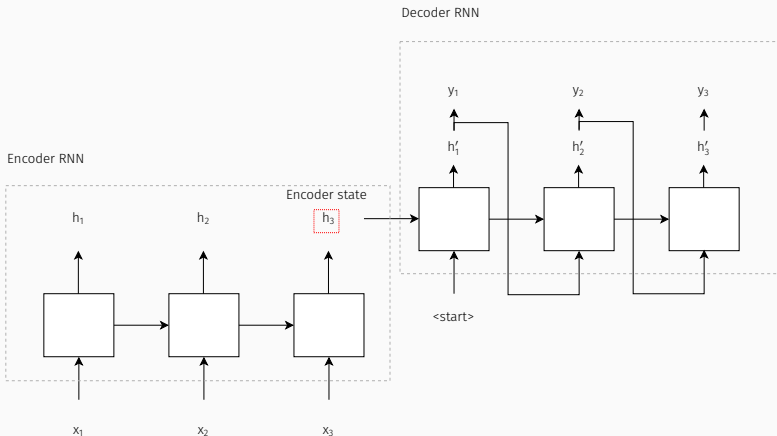 Decoder RNN
y₁ y₂ y₃
h′₁ h′₂ h′₃
Encoder RNN
Encoder state
h₁ h₂ h₃
<start>
x₁ x₂ x₃